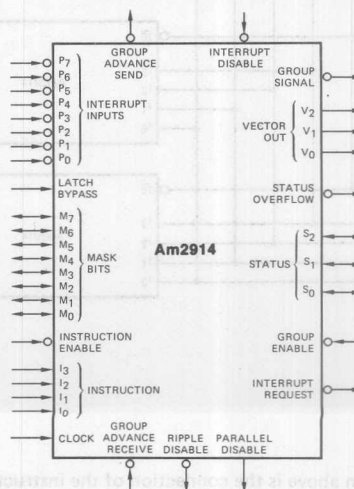 GROUP ADVANCE SEND
INTERRUPT DISABLE
P7
P6
P5
P4
P3
P2
P1
P0
INTERRUPT INPUTS
GROUP SIGNAL
V2
V1
V0
VECTOR OUT
LATCH BYPASS
STATUS OVERFLOW
M7
M6
M5
M4
M3
M2
M1
M0
MASK BITS
Am2914
S2
S1
S0
STATUS
INSTRUCTION ENABLE
GROUP ENABLE
I3
I2
I1
I0
INSTRUCTION
INTERRUPT REQUEST
CLOCK
GROUP ADVANCE RECEIVE
RIPPLE DISABLE
PARALLEL DISABLE